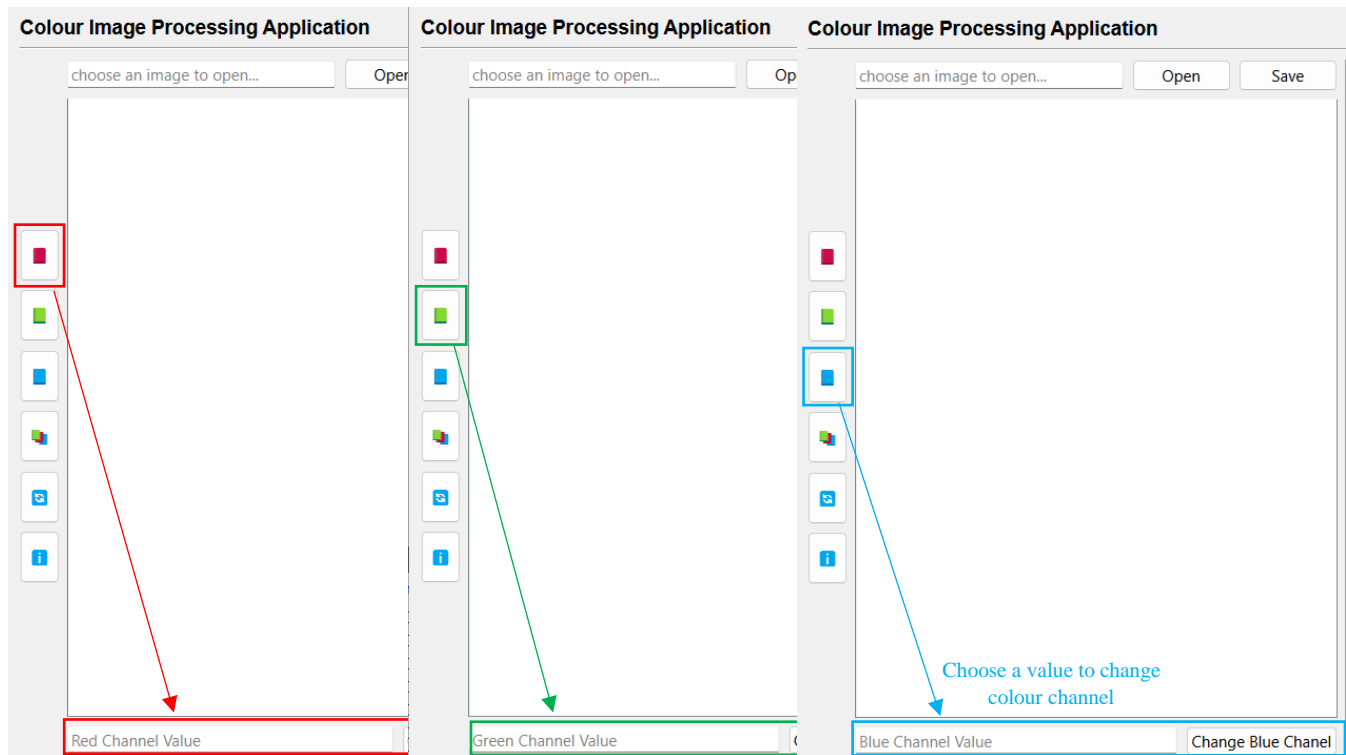 Colour Image Processing Application
choose an image to open...
Red Channel Value
Colour Image Processing Application
choose an image to open...
Green Channel Value
Colour Image Processing Application
choose an image to open...
Open
Save
Choose a value to change
colour channel
Blue Channel Value
Change Blue Chanel